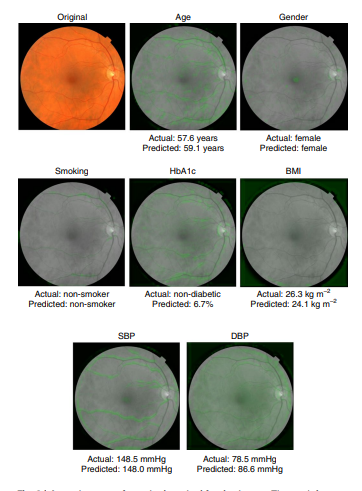 Original
Age
Gender
Actual: 57.6 years
Predicted: 59.1 years
Actual: female
Predicted: female
Smoking
HbA1c
BMI
Actual: non-smoker
Predicted: non-smoker
Actual: non-diabetic
Predicted: 6.7%
Actual: 26.3 kg m⁻²
Predicted: 24.1 kg m⁻²
SBP
DBP
Actual: 148.5 mmHg
Predicted: 148.0 mmHg
Actual: 78.5 mmHg
Predicted: 86.6 mmHg